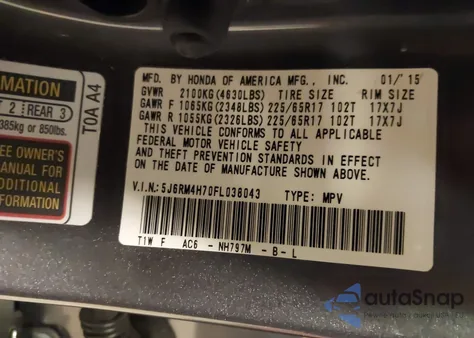 MFD. BY HONDA OF AMERICA MFG., INC. 01/ 15
GVWR 2100KG(4630LBS) TIRE SIZE RIM SIZE
GAWR F 1065KG(2348LBS) 225/65R17 102T 17X7J
GAWR R 1055KG(2326LBS) 225/65R17 102T 17X7J
THIS VEHICLE CONFORMS TO ALL APPLICABLE
FEDERAL MOTOR VEHICLE SAFETY
AND THEFT PREVENTION STANDARDS IN EFFECT
ON THE DATE OF MANUFACTURE SHOWN ABOVE.
V.I.N.: 5J6RM4H70FL036043 TYPE: MPV
T1W F AC6 -NH797M -B-L
MATION
T 2 REAR 3
385kg or 850lbs.
EE OWNER'S
MANUAL FOR
ADDITIONAL
FORMATION
T0A A4
autaSnap